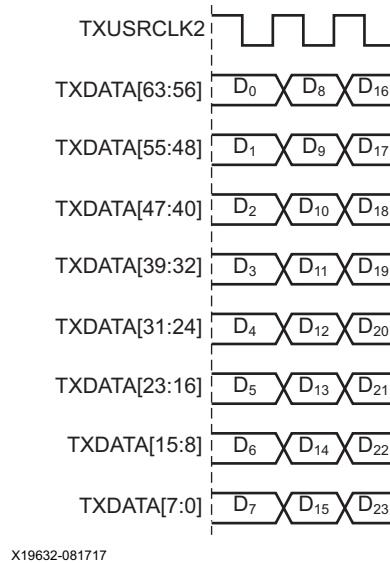 TXUSRCLK2
TXDATA[63:56] D₀ D₈ D₁₆
TXDATA[55:48] D₁ D₉ D₁₇
TXDATA[47:40] D₂ D₁₀ D₁₈
TXDATA[39:32] D₃ D₁₁ D₁₉
TXDATA[31:24] D₄ D₁₂ D₂₀
TXDATA[23:16] D₅ D₁₃ D₂₁
TXDATA[15:8] D₆ D₁₄ D₂₂
TXDATA[7:0] D₇ D₁₅ D₂₃
X19632-081717